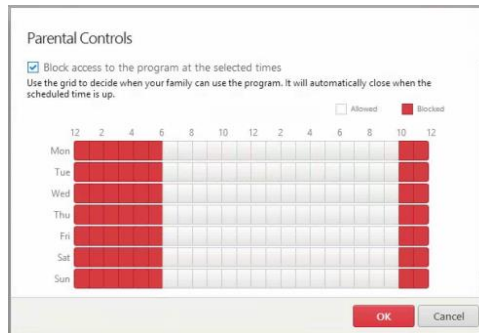 Parental Controls
Block access to the program at the selected times
Use the grid to decide when your family can use the program. It will automatically close when the
scheduled time is up.
Allowed Blocked
12 2 4 6 8 10 12 2 4 6 8 10 12
Mon
Tue
Wed
Thu
Fri
Sat
Sun
OK Cancel